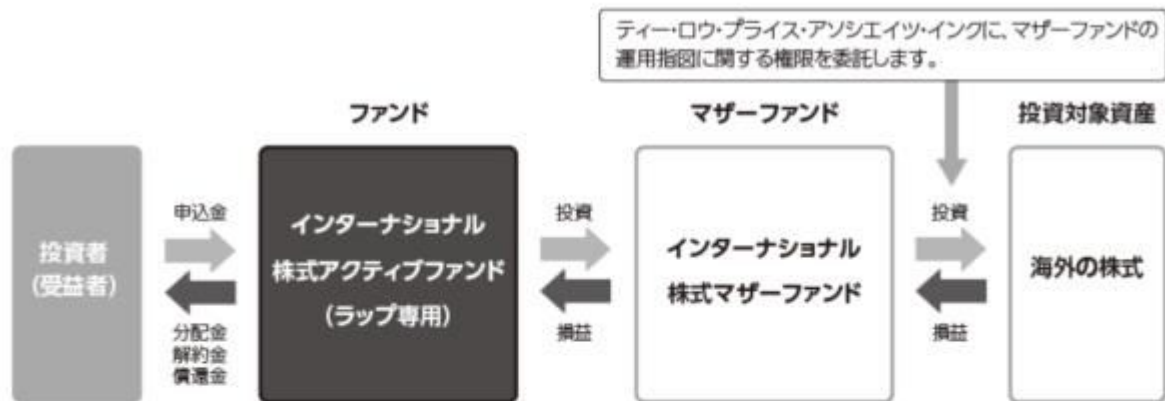 ティー・ロウ・プライス・アソシエイツ・インクに、マザーファンドの
運用指図に関する権限を委託します。
ファンド
マザーファンド
投資対象資産
投資者
(受益者)
申込金
分配金
解約金
償還金
インターナショナル
株式アクティブファンド
(ラップ専用)
投資
損益
インターナショナル
株式マザーファンド
投資
損益
海外の株式